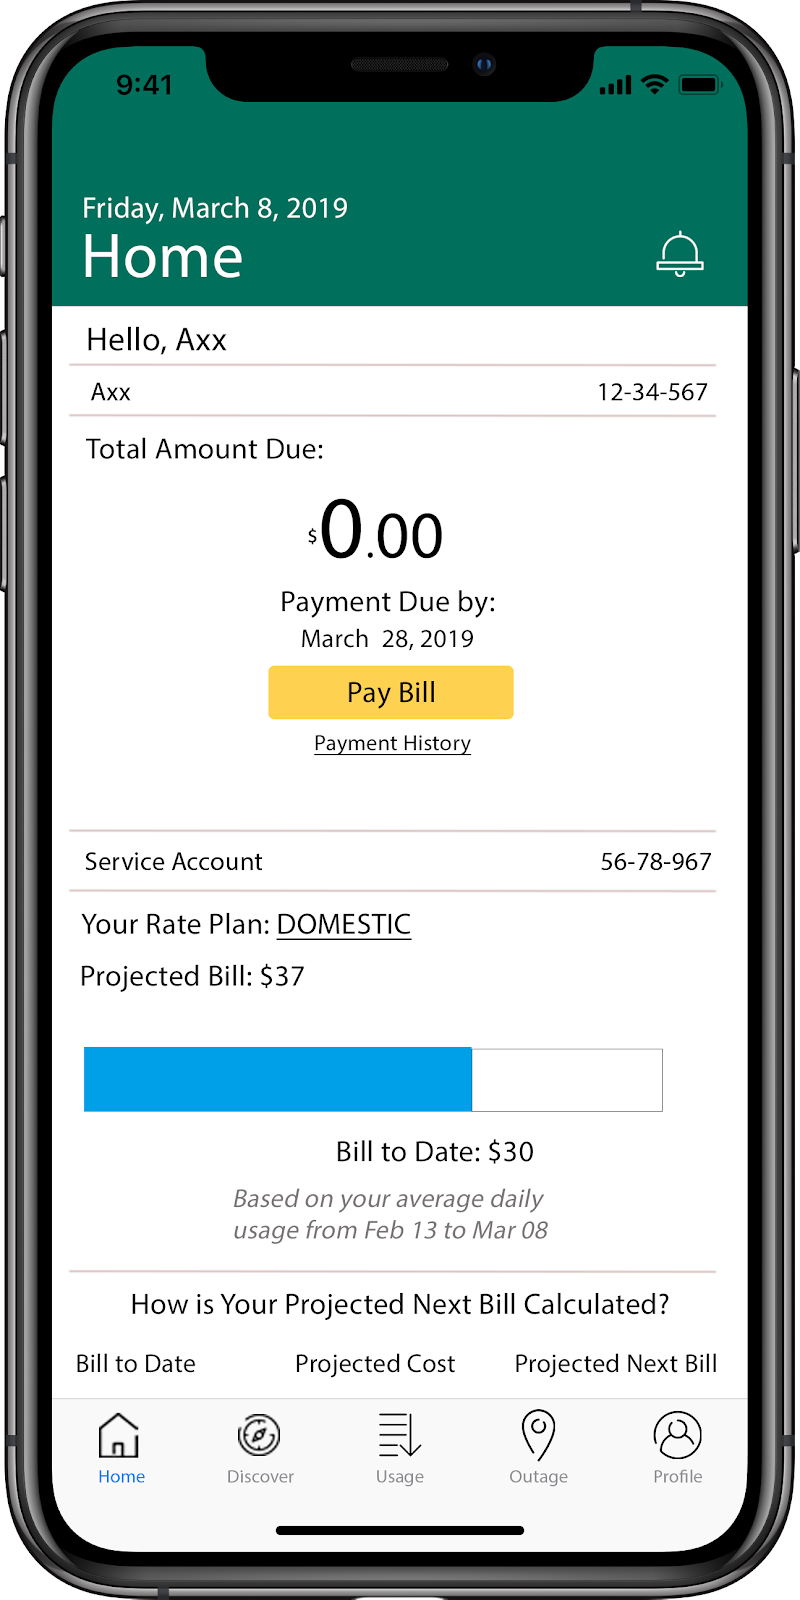 9:41
Friday, March 8, 2019
Home
Hello, Axx
Axx 12-34-567
Total Amount Due:
$0.00
Payment Due by:
March 28, 2019
Pay Bill
Payment History
Service Account 56-78-967
Your Rate Plan: DOMESTIC
Projected Bill: $37
Bill to Date: $30
Based on your average daily
usage from Feb 13 to Mar 08
How is Your Projected Next Bill Calculated?
Bill to Date Projected Cost Projected Next Bill
Home Discover Usage Outage Profile